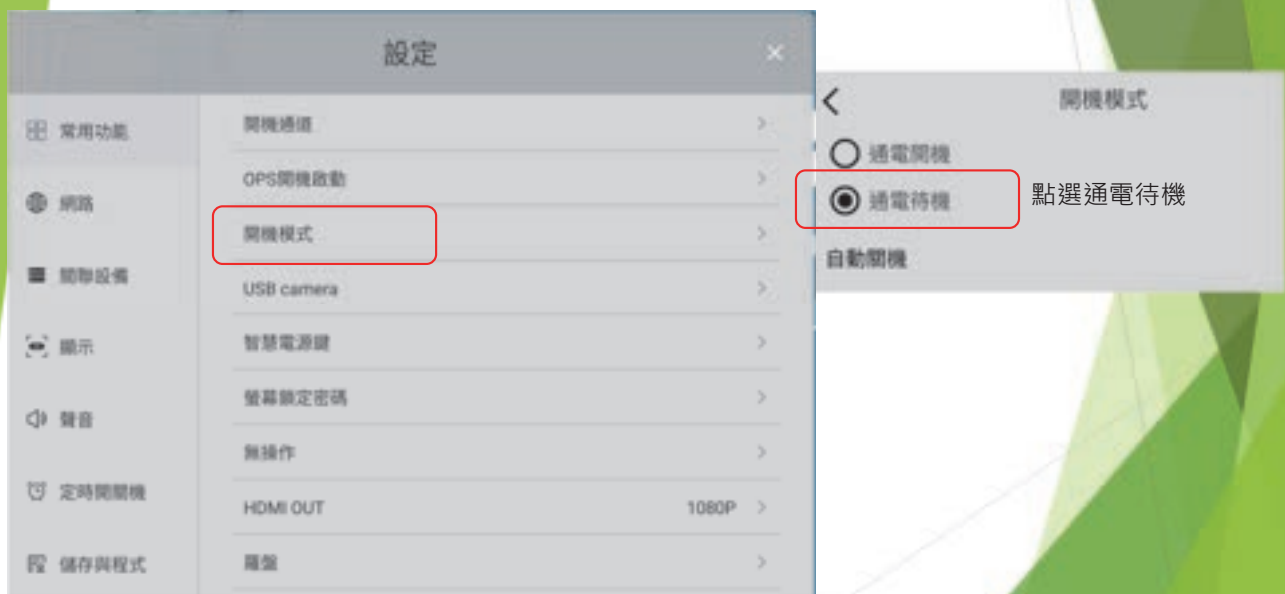 設定
常用功能
網路
關聯設備
顯示
聲音
定時開關機
儲存與程式
開機通道
OPS開機啟動
開機模式
USB camera
智慧電源鍵
螢幕鎖定密碼
無操作
HDMI OUT 1080P
羅盤
開機模式
通電開機
通電待機
點選通電待機
自動關機